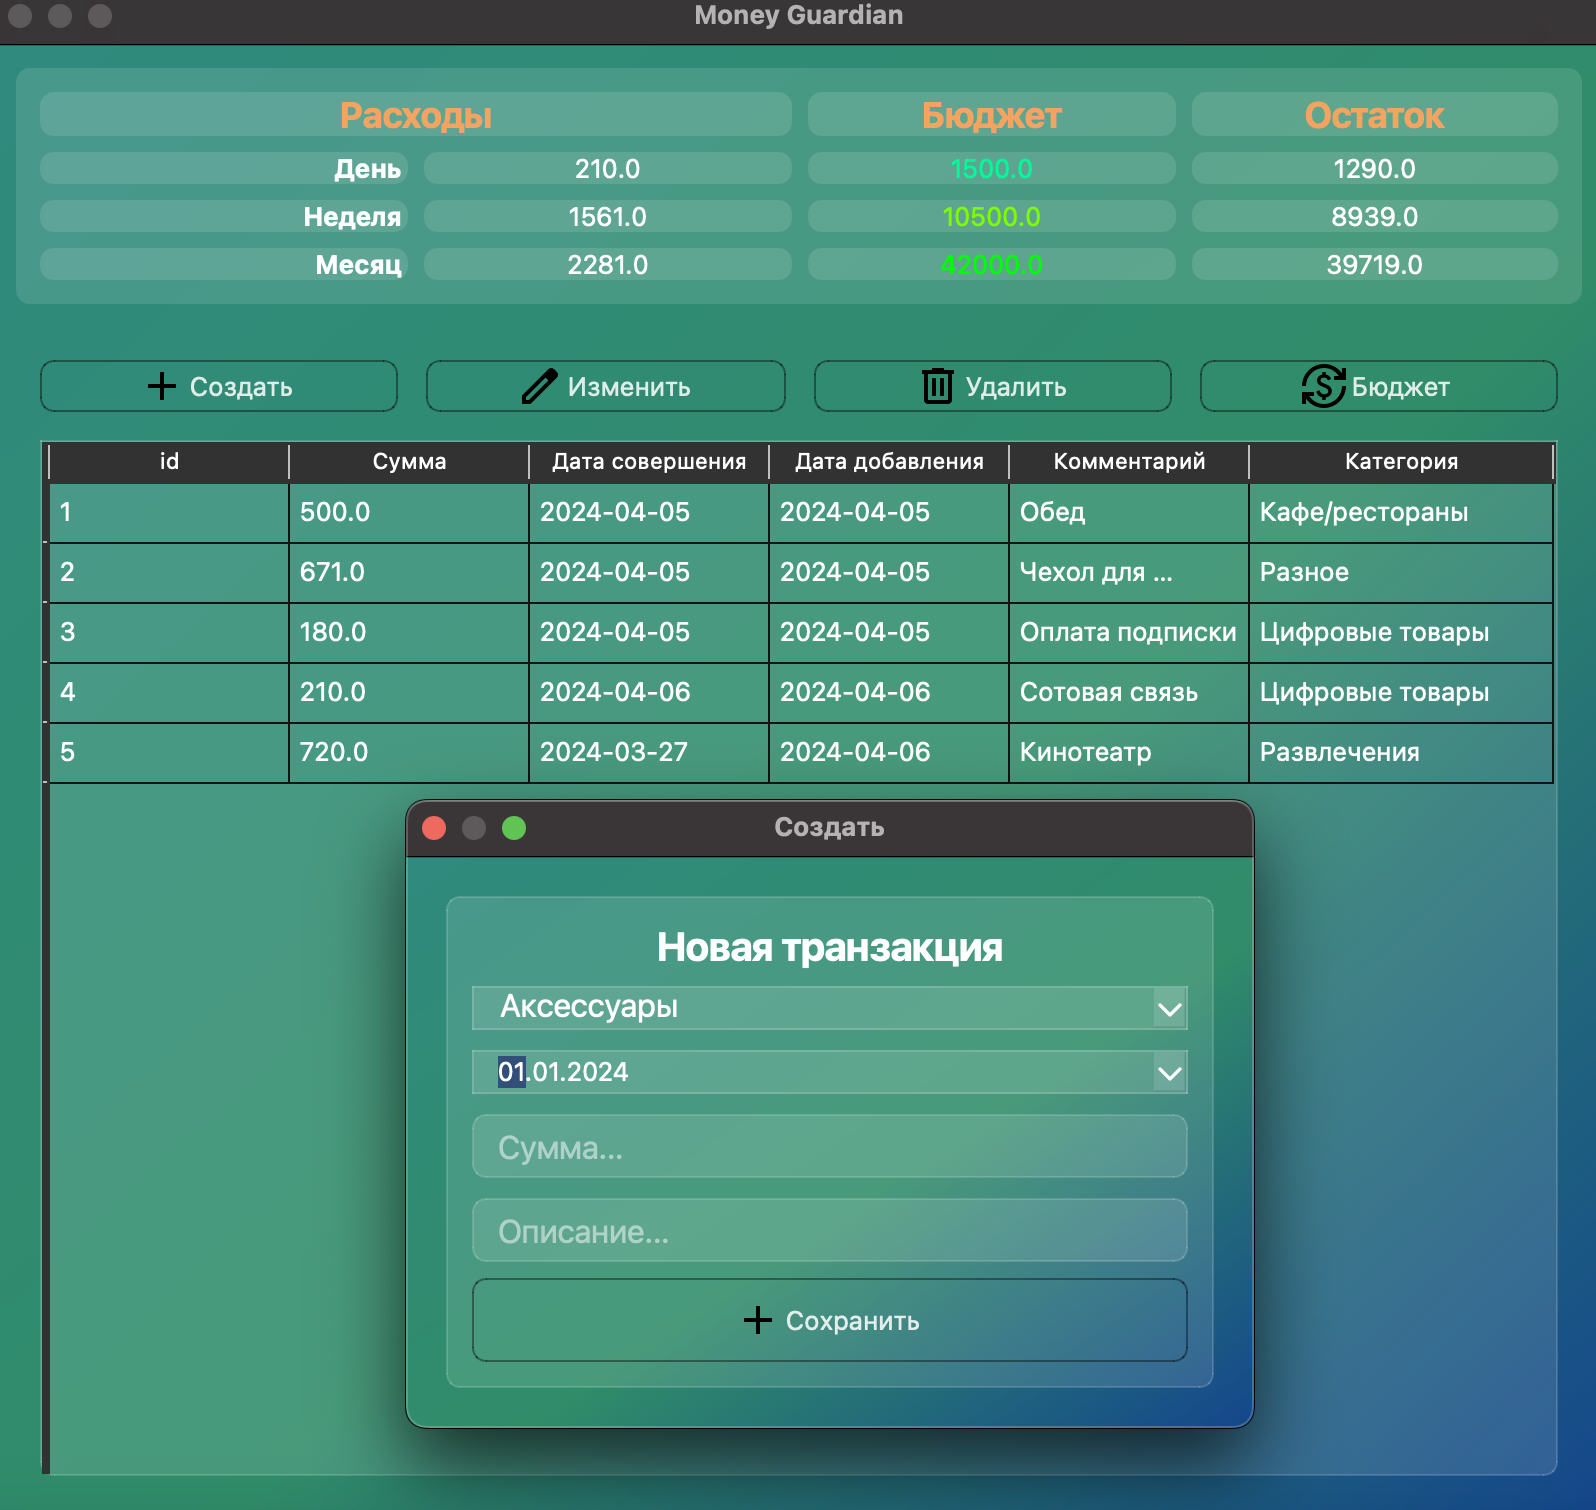 Money Guardian
Расходы Бюджет Остаток
День 210.0 1500.0 1290.0
Неделя 1561.0 10500.0 8939.0
Месяц 2281.0 42000.0 39719.0
Создать Изменить Удалить Бюджет
id Сумма Дата совершения Дата добавления Комментарий Категория
1 500.0 2024-04-05 2024-04-05 Обед Кафе/рестораны
2 671.0 2024-04-05 2024-04-05 Чехол для ... Разное
3 180.0 2024-04-05 2024-04-05 Оплата подписки Цифровые товары
4 210.0 2024-04-06 2024-04-06 Сотовая связь Цифровые товары
5 720.0 2024-03-27 2024-04-06 Кинотеатр Развлечения
Создать
Новая транзакция
Аксессуары
01.01.2024
Сумма...
Описание...
Сохранить